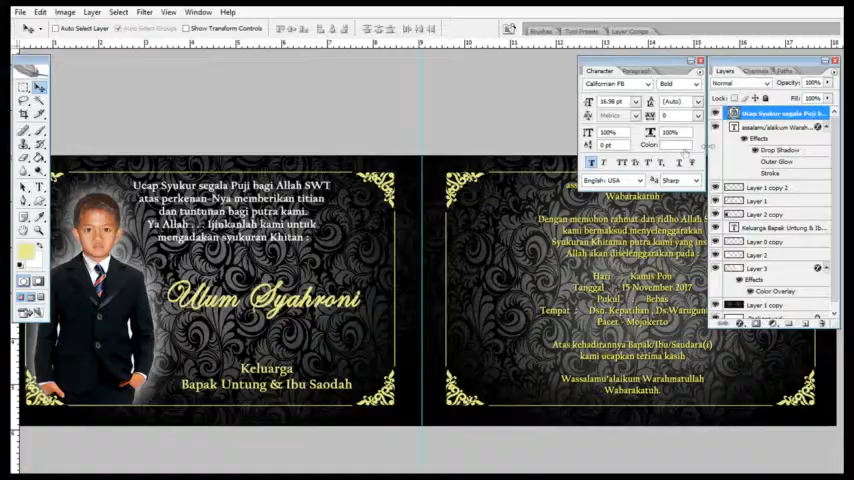 File Edit Image Layer Select Filter View Window Help
Auto Select Layer Auto Select Groups Show Transform Controls
Brushes Tool Presets Layer Comps
Character Paragraph
Californian FB Bold
16.98 pt (Auto)
Metrics 0
100% 100%
0 pt Color:
English: USA Sharp
Layers Channels Paths
Normal Opacity: 100%
Lock: Fill: 100%
Ucap Syukur segala Puji b...
assalamu'alaikum Warah...
Effects
Drop Shadow
Outer Glow
Stroke
Layer 1 copy 2
Layer 1
Layer 2 copy
Keluarga Bapak Untung & Ib...
Layer 0 copy
Layer 2
Layer 3
Effects
Color Overlay
Layer 1 copy
Ucap Syukur segala Puji bagi Allah SWT
atas perkenan-Nya memberikan titian
dan tuntunan bagi putra kami.
Ya Allah . . . Ijinkanlah kami untuk
mengadakan syukuran Khitan :
Ulum Syahroni
Keluarga
Bapak Untung & Ibu Saodah
Wabarakatuh
Dengan memohon rahmat dan ridho Allah S
kami bermaksud menyelenggarakan
Syukuran Khitanan putra kami yang ins
Allah akan diselenggarakan pada :
Hari : Kamis Pon
Tanggal : 15 November 2017
Pukul : Bebas
Tempat : Dsn. Kepatihan , Ds.Warugun
Pacet - Mojokerto
Atas kehadirannya Bapak/Ibu/Saudara(i)
kami ucapkan terima kasih
Wassalamu'alaikum Warahmatullah
Wabarakatuh.